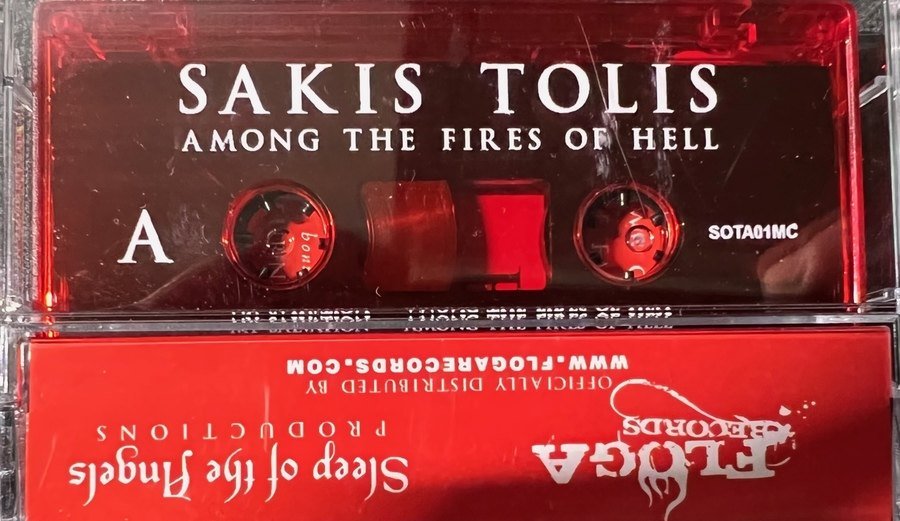 SAKIS TOLIS
AMONG THE FIRES OF HELL
A
SOTA01MC
OFFICIALLY DISTRIBUTED BY
WWW.FLOGARECORDS.COM
FLOGA
RECORDS
Sleep of the Angels
PRODUCTIONS